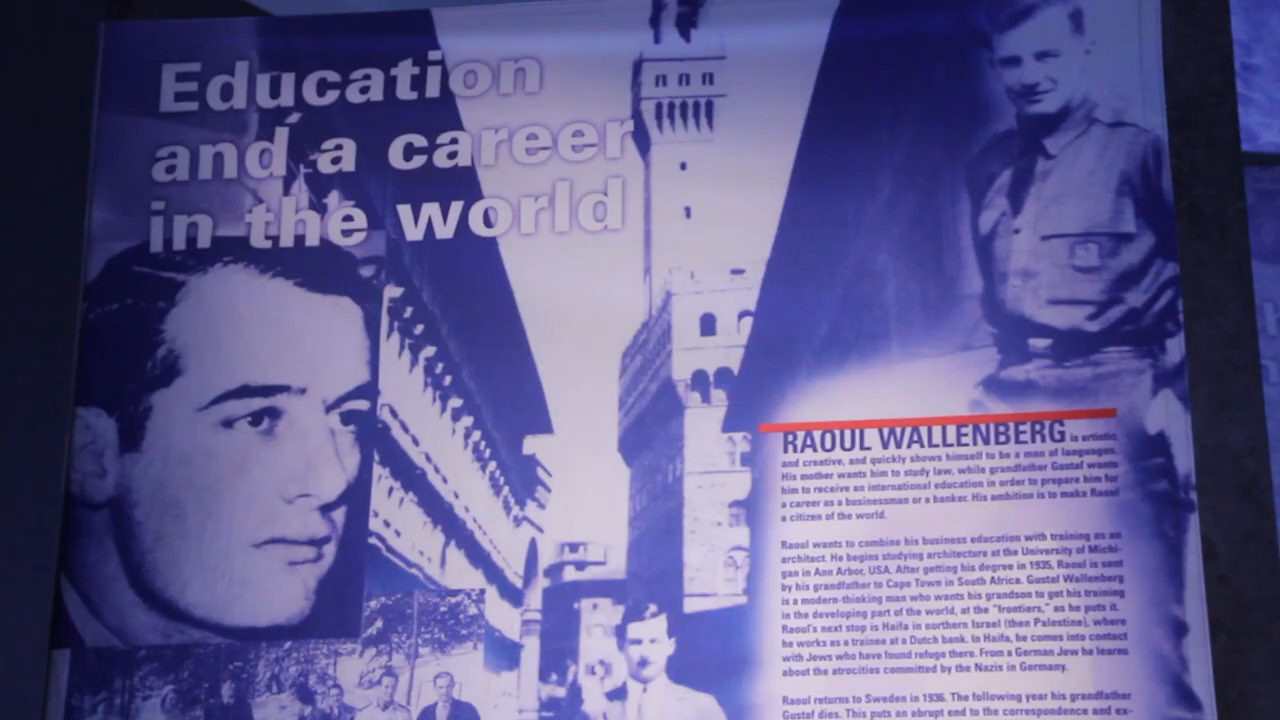 Education
and a career
in the world
RAOUL WALLENBERG is artistic
and creative, and quickly shows himself to be a man of languages.
His mother wants him to study law, while grandfather Gustaf wants
him to receive an international education in order to prepare him for
a career as a businessman or a banker. His ambition is to make Raoul
a citizen of the world.
Raoul wants to combine his business education with training as an
architect. He begins studying architecture at the University of Michi-
gan in Ann Arbor, USA. After getting his degree in 1935, Raoul is sent
by his grandfather to Cape Town in South Africa. Gustaf Wallenberg
is a modern-thinking man who wants his grandson to get his training
in the developing part of the world, at the "frontiers," as he puts it.
Raoul's next stop is Haifa in northern Israel (then Palestine), where
he works as a trainee at a Dutch bank. In Haifa, he comes into contact
with Jews who have found refuge there. From a German Jew he learns
about the atrocities committed by the Nazis in Germany.
Raoul returns to Sweden in 1936. The following year his grandfather
Gustaf dies. This puts an abrupt end to the correspondence and ex-